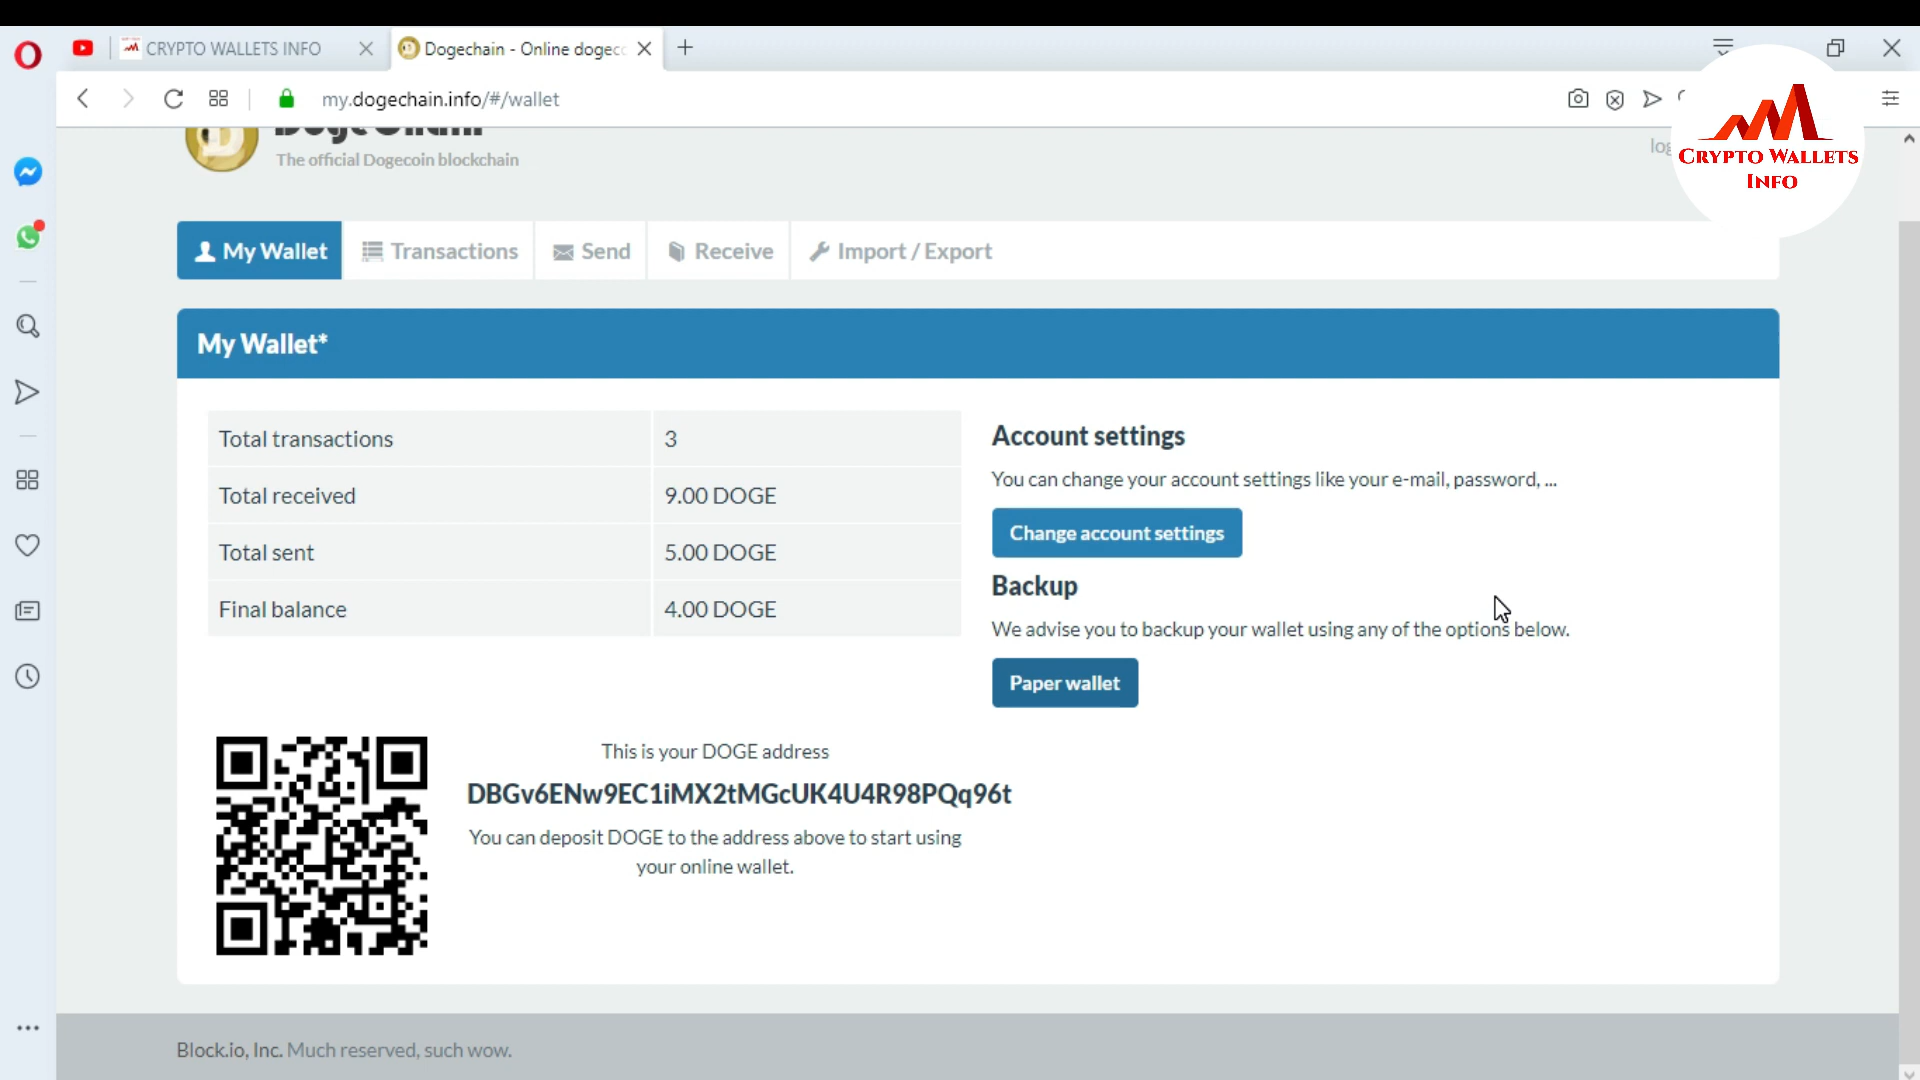 CRYPTO WALLETS INFO
Dogechain - Online dogecc
my.dogechain.info/#/wallet
CRYPTO WALLETS
INFO
The official Dogecoin blockchain
My Wallet
Transactions
Send
Receive
Import / Export
My Wallet*
Total transactions 3
Total received 9.00 DOGE
Total sent 5.00 DOGE
Final balance 4.00 DOGE
Account settings
You can change your account settings like your e-mail, password, ...
Change account settings
Backup
We advise you to backup your wallet using any of the options below.
Paper wallet
This is your DOGE address
DBGv6ENw9EC1iMX2tMGcUK4U4R98PQq96t
You can deposit DOGE to the address above to start using
your online wallet.
Block.io, Inc. Much reserved, such wow.